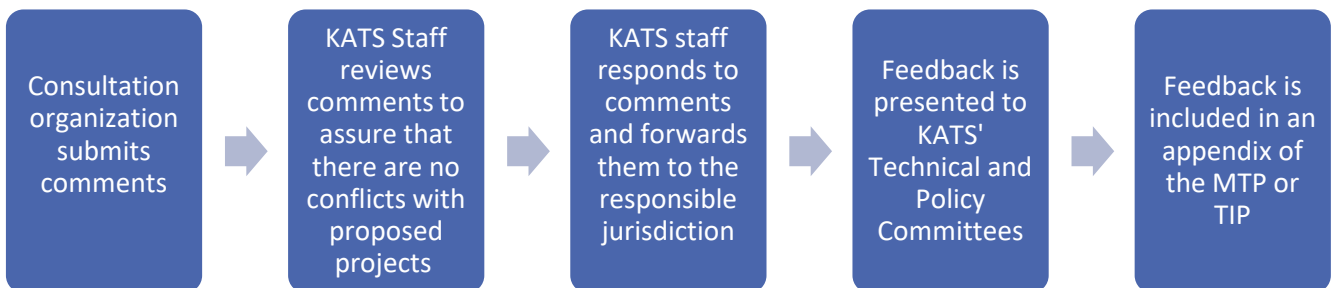 Consultation
organization
submits
comments
KATS Staff
reviews
comments to
assure that
there are no
conflicts with
proposed
projects
KATS staff
responds to
comments
and forwards
them to the
responsible
jurisdiction
Feedback is
presented to
KATS'
Technical and
Policy
Committees
Feedback is
included in an
appendix of
the MTP or
TIP